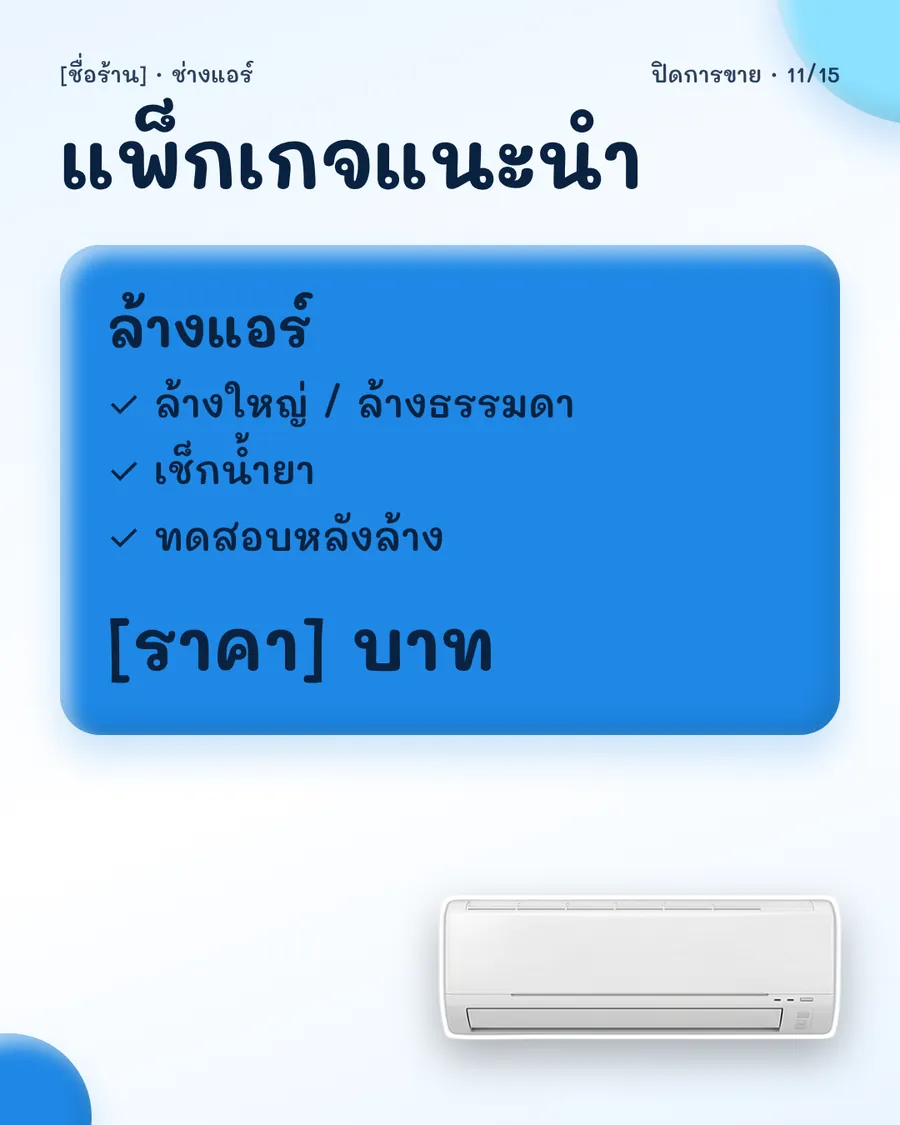 [ชื่อร้าน] · ช่างแอร์
ปิดการขาย · 11/15
แพ็กเกจแนะนำ
ล้างแอร์
✓ ล้างใหญ่ / ล้างธรรมดา
✓ เช็กน้ำยา
✓ ทดสอบหลังล้าง
[ราคา] บาท